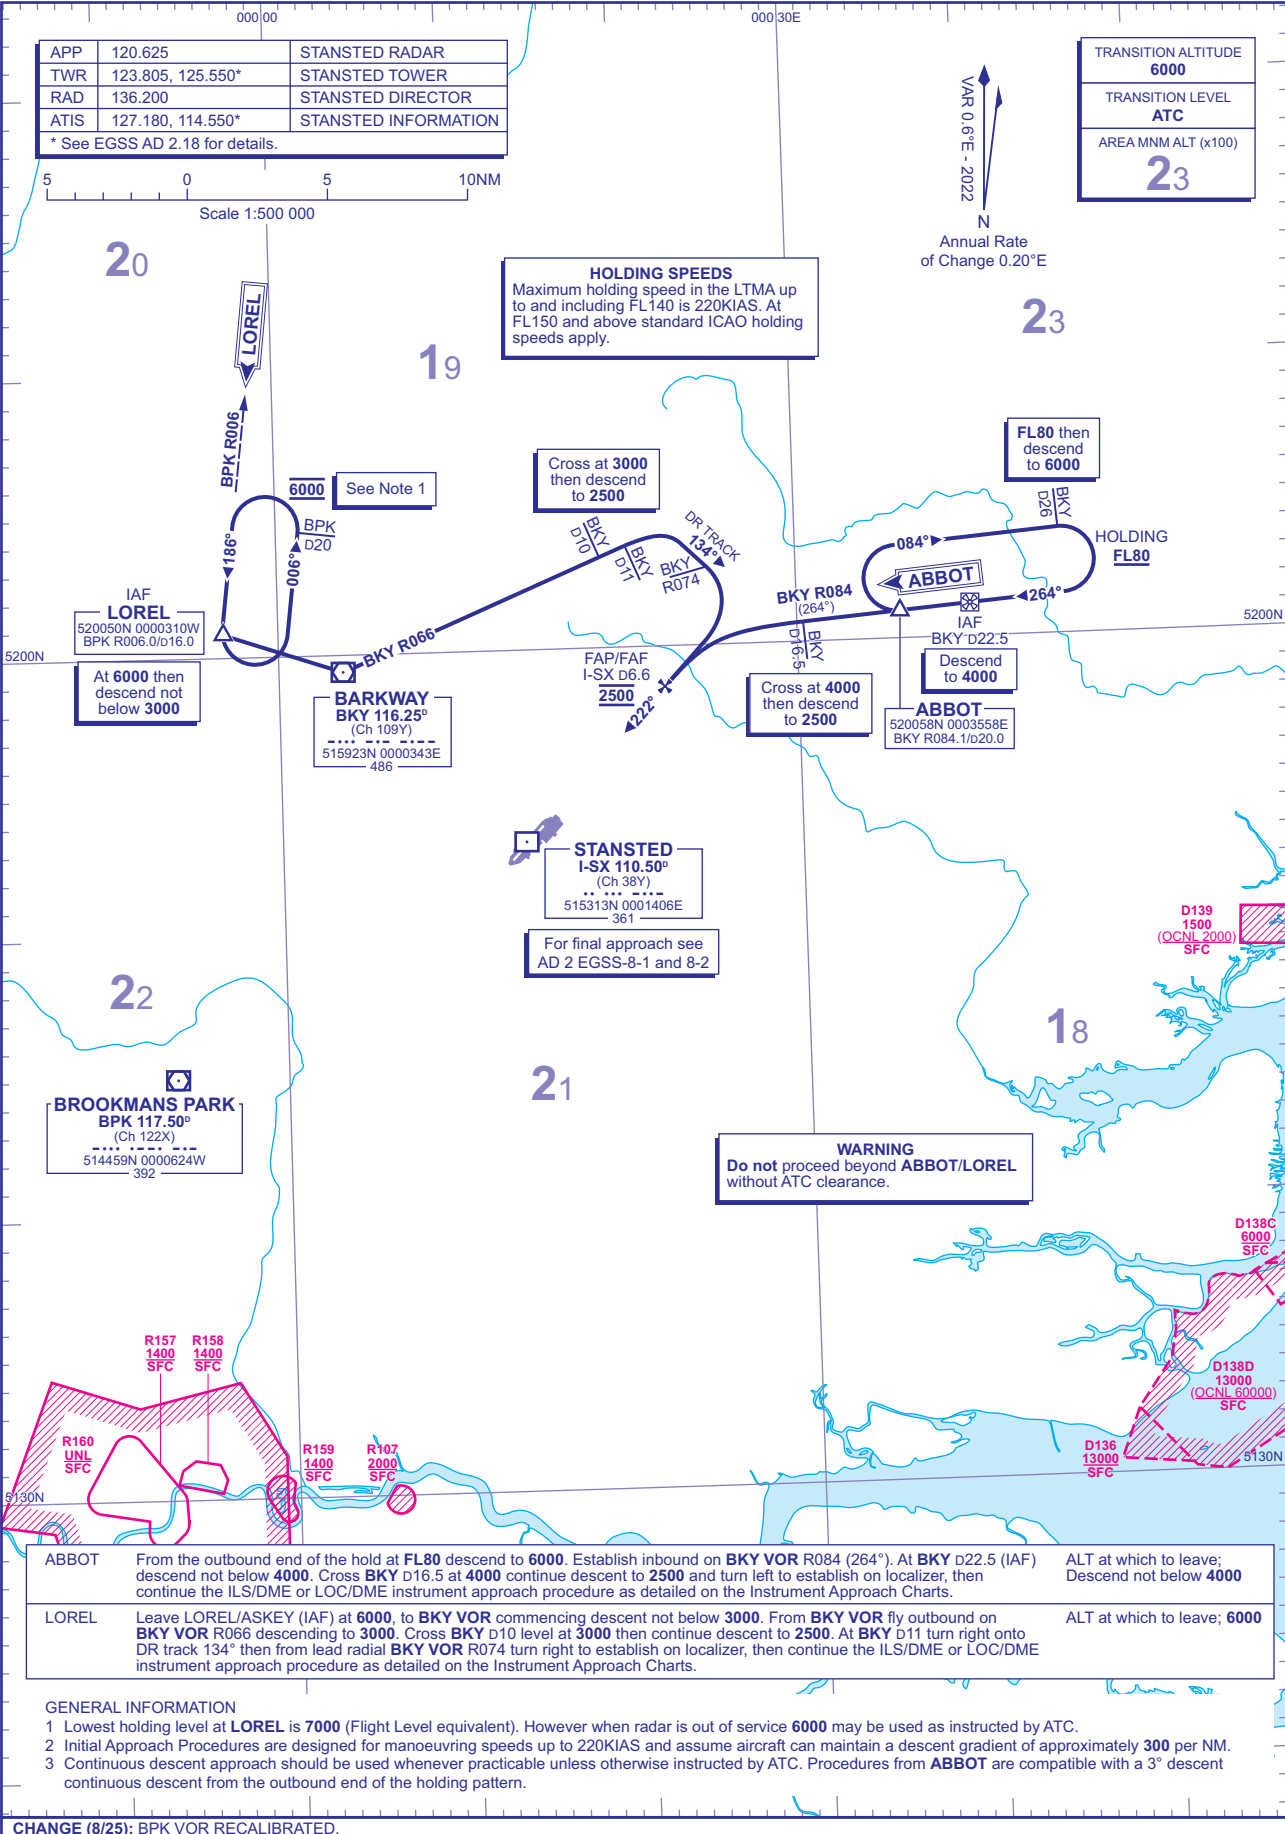 000 00
000 30E
APP 120.625 STANSTED RADAR
TWR 123.805, 125.550* STANSTED TOWER
RAD 136.200 STANSTED DIRECTOR
ATIS 127.180, 114.550* STANSTED INFORMATION
* See EGSS AD 2.18 for details.
5 0 5 10NM
Scale 1:500 000
VAR 0.6°E - 2022
N
Annual Rate
of Change 0.20°E
TRANSITION ALTITUDE
6000
TRANSITION LEVEL
ATC
AREA MNM ALT (x100)
23
20
19
23
HOLDING SPEEDS
Maximum holding speed in the LTMA up
to and including FL140 is 220KIAS. At
FL150 and above standard ICAO holding
speeds apply.
LOREL
BPK R006
6000
See Note 1
BPK
D20
186°
006°
IAF
LOREL
520050N 0000310W
BPK R006.0/D16.0
At 6000 then
descend not
below 3000
5200N
Cross at 3000
then descend
to 2500
BKY
D10
BKY
D11
DR TRACK
134°
BKY
R074
BKY R066
BARKWAY
BKY 116.25D
(Ch 109Y)
515923N 0000343E
486
FAP/FAF
I-SX D6.6
2500
222°
FL80 then
descend
to 6000
BKY
D26
HOLDING
FL80
084°
ABBOT
264°
BKY R084
(264°)
IAF
BKY D22.5
BKY
D16.5
5200N
Descend
to 4000
Cross at 4000
then descend
to 2500
ABBOT
520058N 0003558E
BKY R084.1/D20.0
STANSTED
I-SX 110.50D
(Ch 38Y)
515313N 0001406E
361
For final approach see
AD 2 EGSS-8-1 and 8-2
D139
1500
(OCNL 2000)
SFC
22
18
21
BROOKMANS PARK
BPK 117.50D
(Ch 122X)
514459N 0000624W
392
WARNING
Do not proceed beyond ABBOT/LOREL
without ATC clearance.
D138C
6000
SFC
R157
1400
SFC
R158
1400
SFC
D138D
13000
(OCNL 60000)
SFC
R160
UNL
SFC
R159
1400
SFC
R107
2000
SFC
D136
13000
SFC
5130N
5130N
ABBOT From the outbound end of the hold at FL80 descend to 6000. Establish inbound on BKY VOR R084 (264°). At BKY D22.5 (IAF) ALT at which to leave;
descend not below 4000. Cross BKY D16.5 at 4000 continue descent to 2500 and turn left to establish on localizer, then Descend not below 4000
continue the ILS/DME or LOC/DME instrument approach procedure as detailed on the Instrument Approach Charts.
LOREL Leave LOREL/ASKEY (IAF) at 6000, to BKY VOR commencing descent not below 3000. From BKY VOR fly outbound on ALT at which to leave; 6000
BKY VOR R066 descending to 3000. Cross BKY D10 level at 3000 then continue descent to 2500. At BKY D11 turn right onto
DR track 134° then from lead radial BKY VOR R074 turn right to establish on localizer, then continue the ILS/DME or LOC/DME
instrument approach procedure as detailed on the Instrument Approach Charts.
GENERAL INFORMATION
1 Lowest holding level at LOREL is 7000 (Flight Level equivalent). However when radar is out of service 6000 may be used as instructed by ATC.
2 Initial Approach Procedures are designed for manoeuvring speeds up to 220KIAS and assume aircraft can maintain a descent gradient of approximately 300 per NM.
3 Continuous descent approach should be used whenever practicable unless otherwise instructed by ATC. Procedures from ABBOT are compatible with a 3° descent
continuous descent from the outbound end of the holding pattern.
CHANGE (8/25): BPK VOR RECALIBRATED.